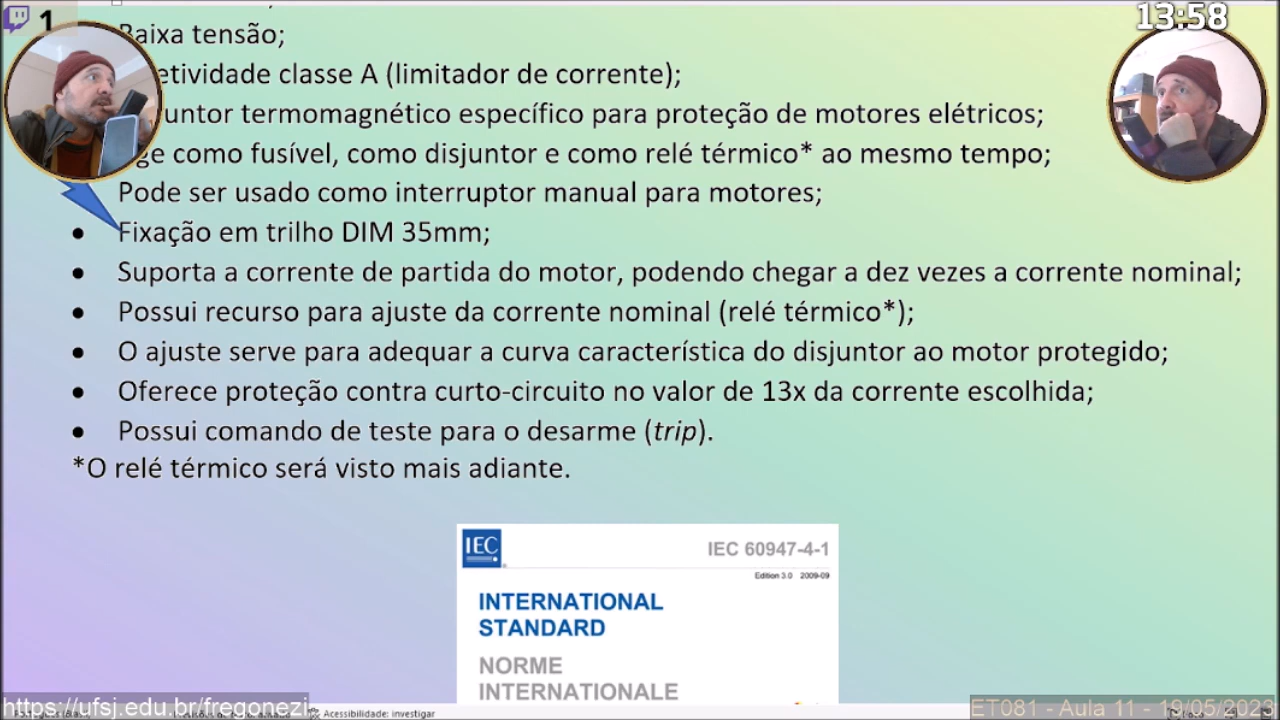 1
13:58
Baixa tensão;
etividade classe A (limitador de corrente);
untor termomagnético específico para proteção de motores elétricos;
ge como fusível, como disjuntor e como relé térmico* ao mesmo tempo;
Pode ser usado como interruptor manual para motores;
• Fixação em trilho DIM 35mm;
• Suporta a corrente de partida do motor, podendo chegar a dez vezes a corrente nominal;
• Possui recurso para ajuste da corrente nominal (relé térmico*);
• O ajuste serve para adequar a curva característica do disjuntor ao motor protegido;
• Oferece proteção contra curto-circuito no valor de 13x da corrente escolhida;
• Possui comando de teste para o desarme (trip).
*O relé térmico será visto mais adiante.
IEC
IEC 60947-4-1
Edition 3.0 2009-09
INTERNATIONAL
STANDARD
NORME
INTERNATIONALE
https://ufsj.edu.br/fregonezi
Acessibilidade: investigar
ET081 - Aula 11 - 19/05/2023